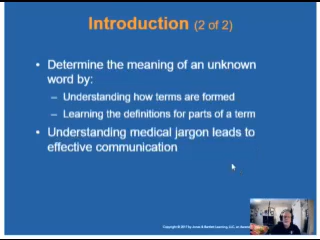 Introduction (2 of 2)
• Determine the meaning of an unknown
word by:
– Understanding how terms are formed
– Learning the definitions for parts of a term
• Understanding medical jargon leads to
effective communication
Copyright © 2017 by Jones & Bartlett Learning, LLC, an Ascend